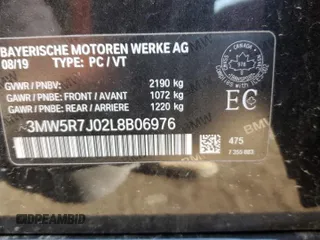 BAYERISCHE MOTOREN WERKE AG
08/19 TYPE: PC / VT
GVWR / PNBV: 2190 kg
GAWR / PNBE: FRONT / AVANT 1072 kg
GAWR / PNBE: REAR / ARRIERE 1220 kg
EC
3MW5R7J02L8B06976
475
DREAMBID